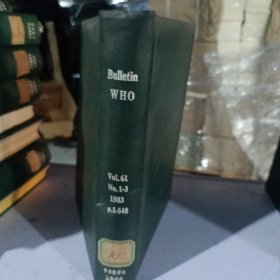 Bulletin
WHO
Vol. 61
No. 1-3
1983
p.1-548